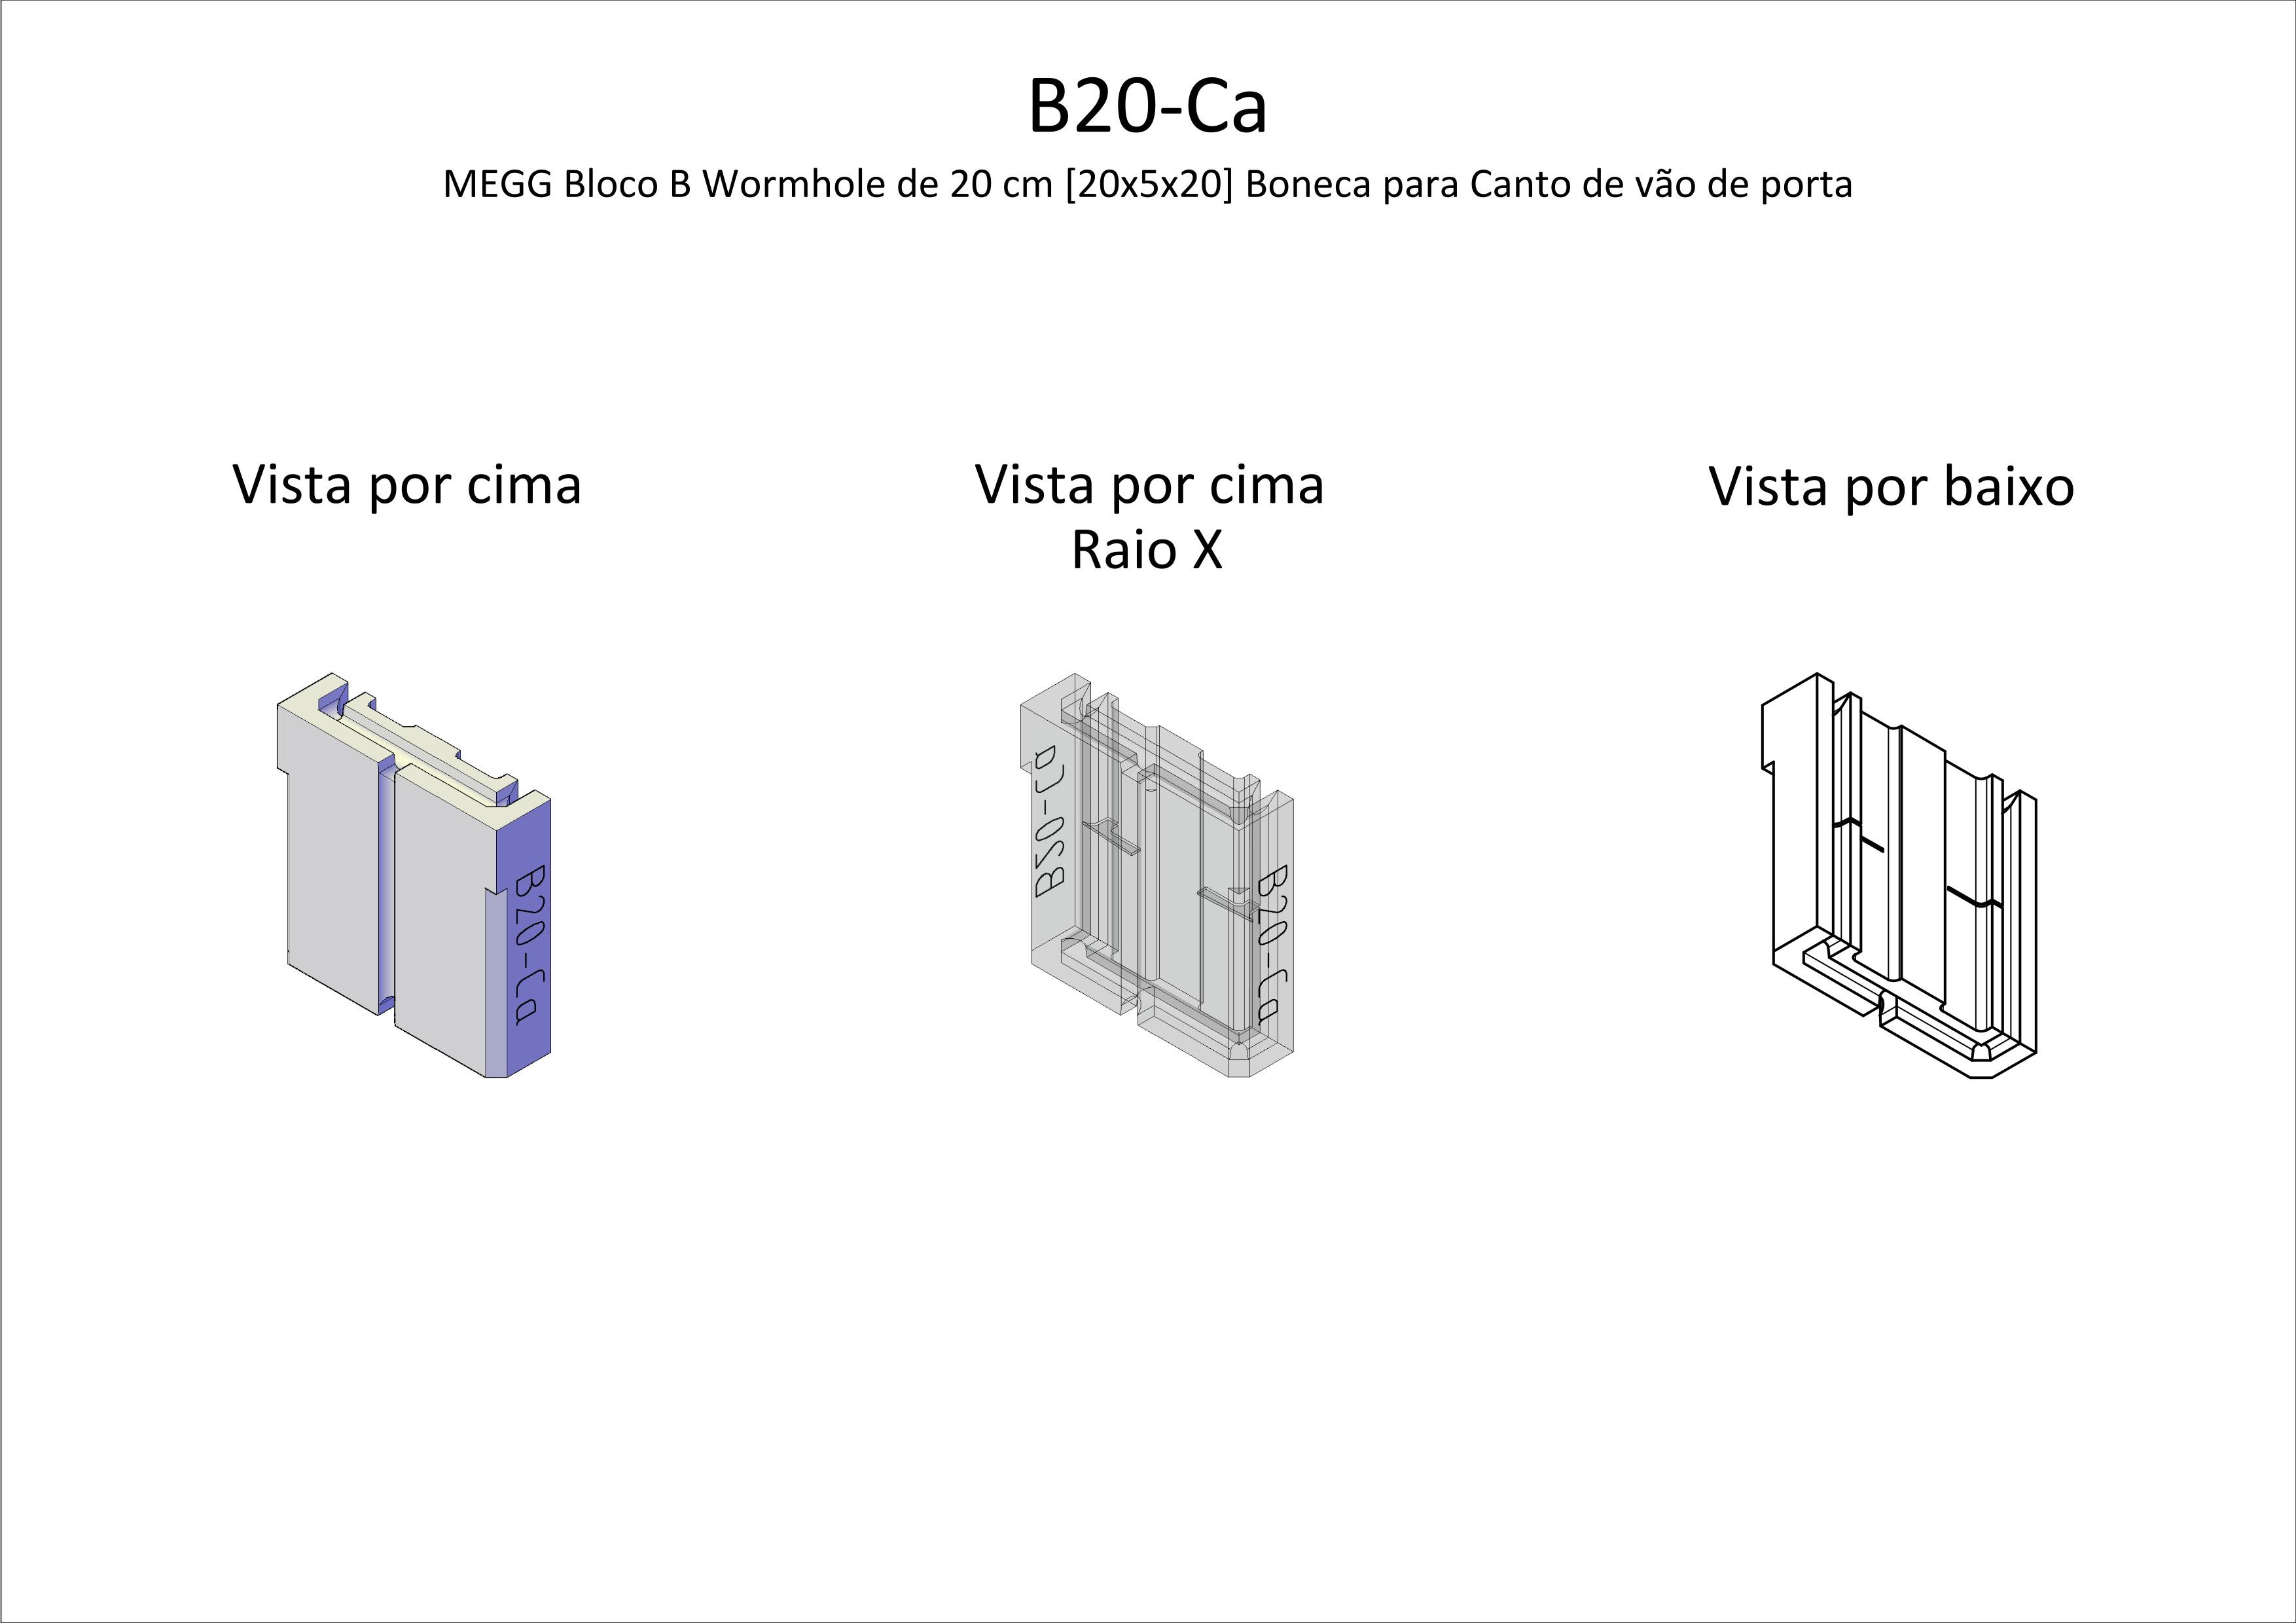 B20-Ca
MEGG Bloco B Wormhole de 20 cm [20x5x20] Boneca para Canto de vão de porta
Vista por cima
Vista por cima
Raio X
Vista por baixo
B20-Ca
B20-Ca
B20-Ca